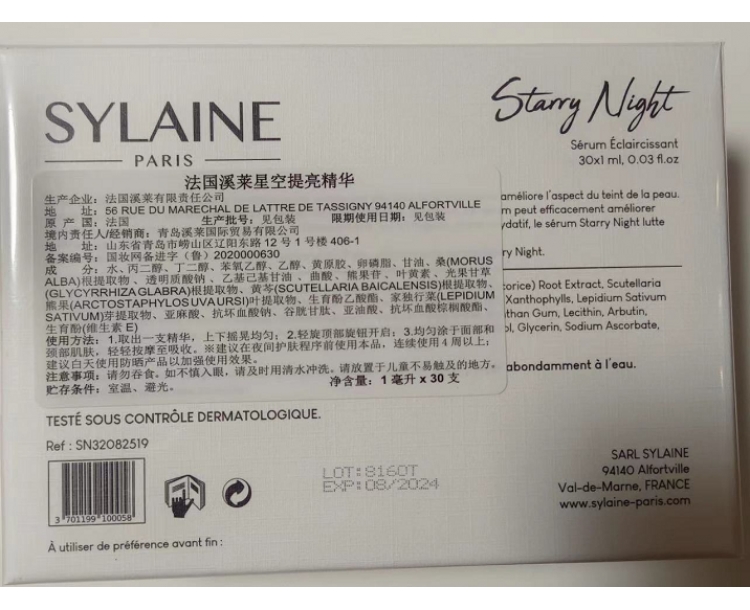 SYLAINE
PARIS
Starry Night
Sérum Éclaircissant
30x1 ml, 0.03 fl.oz
法国溪莱星空提亮精华
生产企业：法国溪莱有限责任公司
地 址：56 RUE DU MARECHAL DE LATTRE DE TASSIGNY 94140 ALFORTVILLE
原 产 国：法国 生产批号：见包装 限期使用日期：见包装
境内责任人/经销商：青岛溪莱国际贸易有限公司
地 址：山东省青岛市崂山区辽阳东路 12 号 1 号楼 406-1
备案编号：国妆网备进字（鲁）2020000630
成 分：水、丙二醇、丁二醇、苯氧乙醇、乙醇、黄原胶、卵磷脂、甘油、桑(MORUS
ALBA)根提取物、透明质酸钠、乙基己基甘油、曲酸、熊果苷、叶黄素、光果甘草
(GLYCYRRHIZA GLABRA)根提取物、黄芩(SCUTELLARIA BAICALENSIS)根提取物、
熊果(ARCTOSTAPHYLOS UVA URSI)叶提取物、生育酚乙酸酯、家独行菜(LEPIDIUM
SATIVUM)芽提取物、亚麻酸、抗坏血酸钠、谷胱甘肽、亚油酸、抗坏血酸棕榈酸酯、
生育酚(维生素 E)
使用方法：1.取出一支精华，上下摇晃均匀；2.轻旋顶部旋钮开启；3.均匀涂于面部和
颈部肌肤，轻轻按摩至吸收。※建议在夜间护肤程序前使用本品，连续使用 4 周以上；
建议白天使用防晒产品以加强使用效果。
注意事项：请勿吞食。如不慎入眼，请及时用清水冲洗。请放置于儿童不易触及的地方。
贮存条件：室温、避光。 净含量：1 毫升 x 30 支
améliore l'aspect du teint de la peau.
m peut efficacement améliorer
ydatif, le sérum Starry Night lutte
ry Night.
corice) Root Extract, Scutellaria
Xanthophylls, Lepidium Sativum
than Gum, Lecithin, Arbutin,
ol, Glycerin, Sodium Ascorbate,
abondamment à l'eau.
TESTÉ SOUS CONTRÔLE DERMATOLOGIQUE.
Ref : SN32082519
3 701199 100058
LOT:8160T
EXP:08/2024
SARL SYLAINE
94140 Alfortville
Val-de-Marne, FRANCE
www.sylaine-paris.com
À utiliser de préférence avant fin :